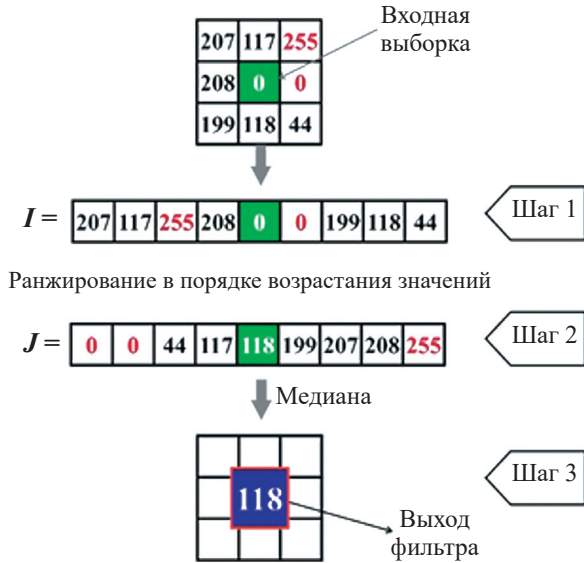 Входная
выборка
207 117 255
208 0 0
199 118 44
I = 207 117 255 208 0 0 199 118 44
Шаг 1
Ранжирование в порядке возрастания значений
J = 0 0 44 117 118 199 207 208 255
Шаг 2
Медиана
118
Шаг 3
Выход
фильтра